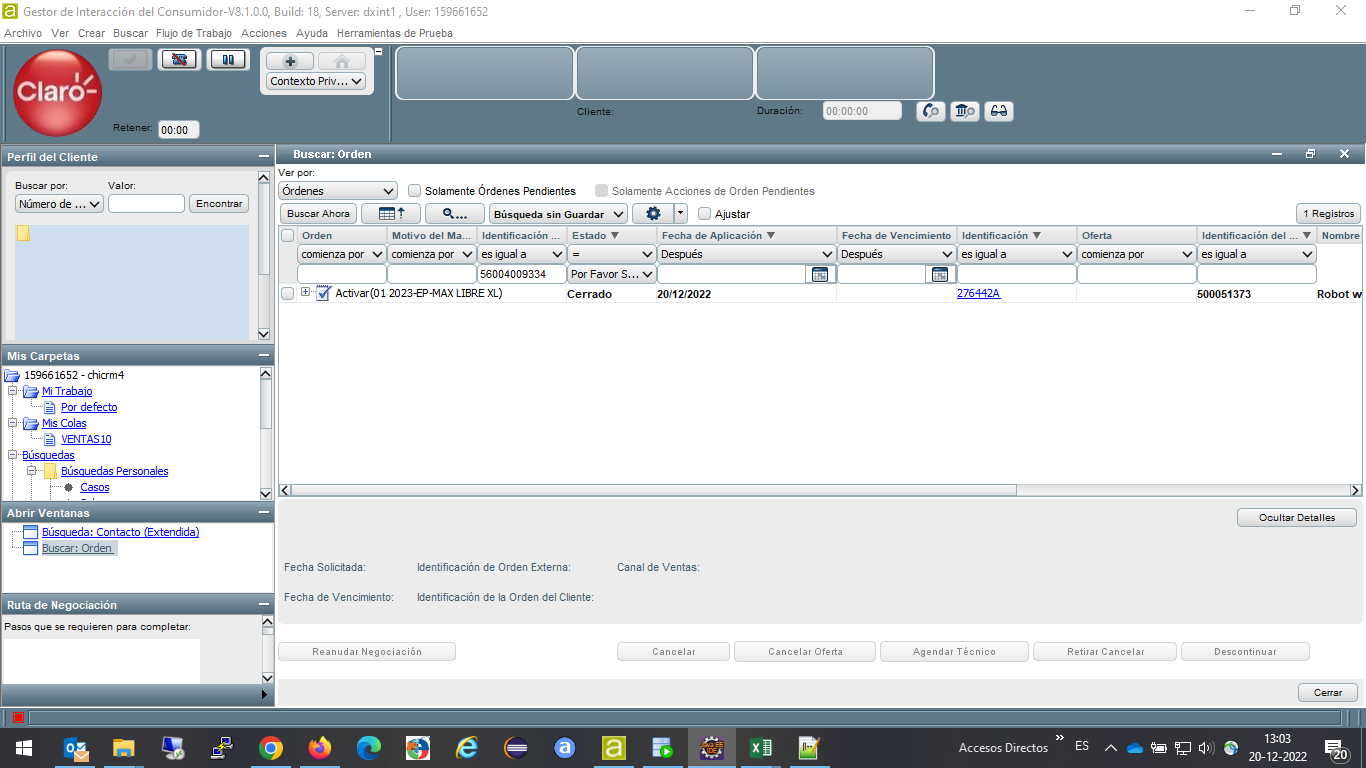 Gestor de Interacción del Consumidor-V8.1.0.0, Build: 18, Server: dxint1 , User: 159661652
Archivo Ver Crear Buscar Flujo de Trabajo Acciones Ayuda Herramientas de Prueba
Claro
Contexto Priv...
Retener: 00:00
Cliente:
Duración: 00:00:00
Perfil del Cliente
Buscar por: Valor:
Número de ... Encontrar
Mis Carpetas
159661652 - chicrm4
Mi Trabajo
Por defecto
Mis Colas
VENTAS10
Búsquedas
Búsquedas Personales
Casos
Abrir Ventanas
Búsqueda: Contacto (Extendida)
Buscar: Orden
Ruta de Negociación
Pasos que se requieren para completar:
Buscar: Orden
Ver por:
Órdenes Solamente Órdenes Pendientes Solamente Acciones de Orden Pendientes
Buscar Ahora ... Búsqueda sin Guardar Ajustar 1 Registros
Orden Motivo del Ma... Identificación ... Estado Fecha de Aplicación Fecha de Vencimiento Identificación Oferta Identificación del ... Nombre
comienza por comienza por es igual a = Después Después es igual a comienza por es igual a
56004009334 Por Favor S...
Activar(01 2023-EP-MAX LIBRE XL) Cerrado 20/12/2022 276442A 500051373 Robot w
Ocultar Detalles
Fecha Solicitada: Identificación de Orden Externa: Canal de Ventas:
Fecha de Vencimiento: Identificación de la Orden del Cliente:
Reanudar Negociación Cancelar Cancelar Oferta Agendar Técnico Retirar Cancelar Descontinuar
Cerrar
Accesos Directos » ES 13:03
20-12-2022 20